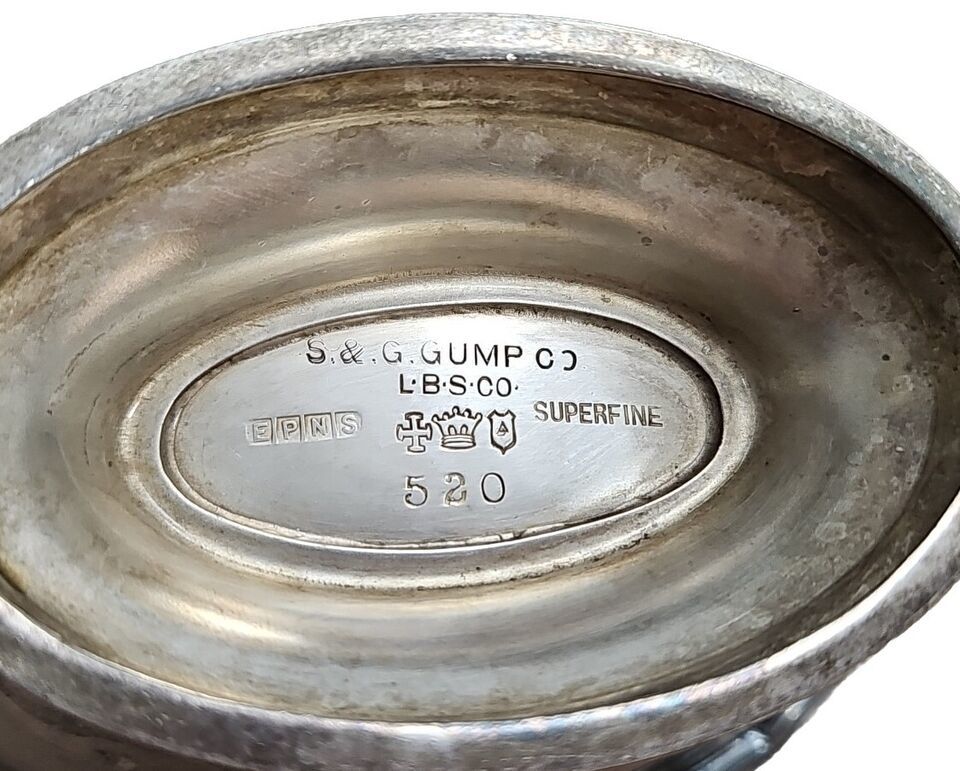 S.&.G.GUMP CO
L·B·S·CO·
EPNS
SUPERFINE
A
520